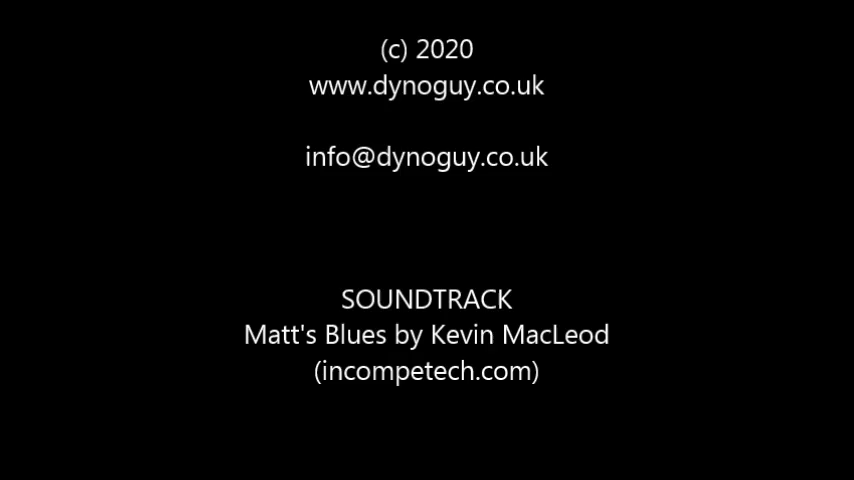 (c) 2020
www.dynoguy.co.uk
info@dynoguy.co.uk
SOUNDTRACK
Matt's Blues by Kevin MacLeod
(incompetech.com)